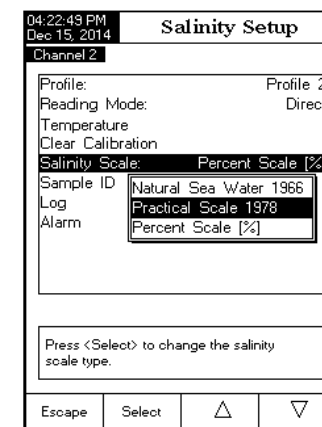 04:22:49 PM
Dec 15, 2014
Salinity Setup
Channel 2
Profile: Profile 2
Reading Mode: Direc
Temperature
Clear Calibration
Salinity Scale: Percent Scale [%
Sample ID
Natural Sea Water 1966
Log
Practical Scale 1978
Alarm
Percent Scale [%]
Press <Select> to change the salinity
scale type.
Escape Select